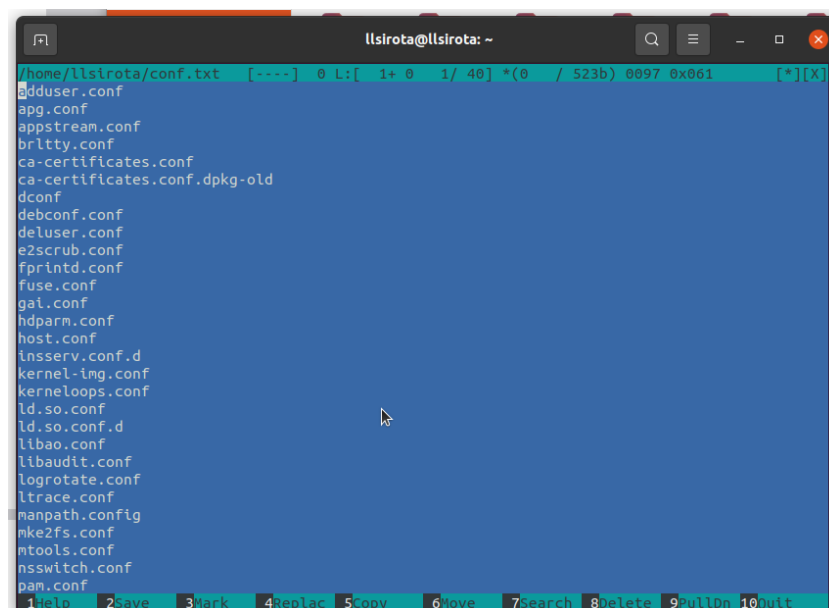 llsirota@llsirota: ~
/home/llsirota/conf.txt [----] 0 L:[ 1+ 0 1/ 40] *(0 / 523b) 0097 0x061 [*][X]
adduser.conf
apg.conf
appstream.conf
brltty.conf
ca-certificates.conf
ca-certificates.conf.dpkg-old
dconf
debconf.conf
deluser.conf
e2scrub.conf
fprintd.conf
fuse.conf
gai.conf
hdparm.conf
host.conf
insserv.conf.d
kernel-img.conf
kerneloops.conf
ld.so.conf
ld.so.conf.d
libao.conf
libaudit.conf
logrotate.conf
ltrace.conf
manpath.config
mke2fs.conf
mtools.conf
nsswitch.conf
pam.conf
1Help 2Save 3Mark 4Replac 5Copy 6Move 7Search 8Delete 9PullDn 10Quit